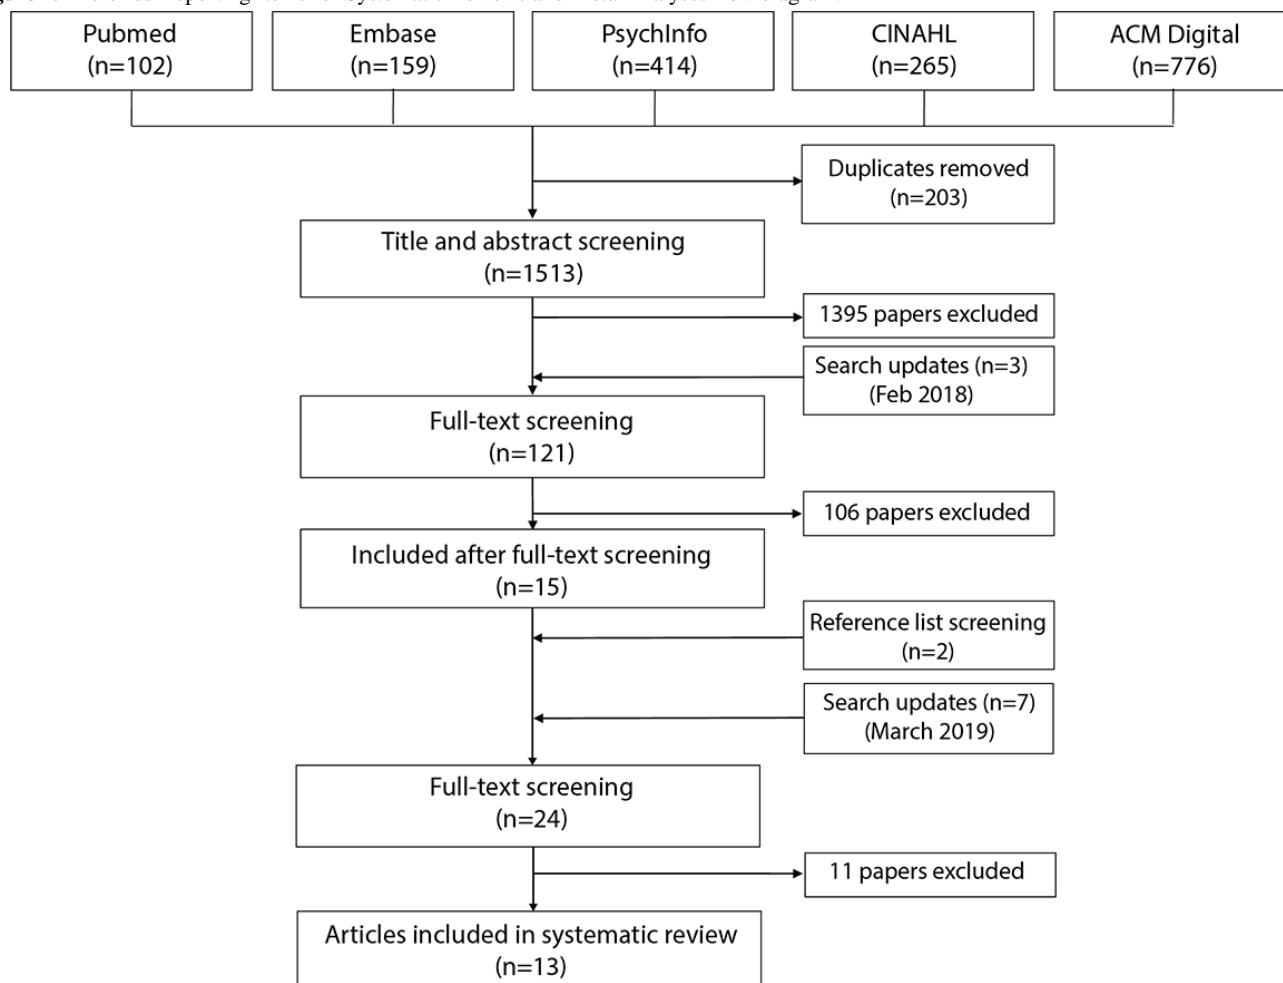 Pubmed
(n=102)
Embase
(n=159)
PsychInfo
(n=414)
CINAHL
(n=265)
ACM Digital
(n=776)
Duplicates removed
(n=203)
Title and abstract screening
(n=1513)
1395 papers excluded
Search updates (n=3)
(Feb 2018)
Full-text screening
(n=121)
106 papers excluded
Included after full-text screening
(n=15)
Reference list screening
(n=2)
Search updates (n=7)
(March 2019)
Full-text screening
(n=24)
11 papers excluded
Articles included in systematic review
(n=13)